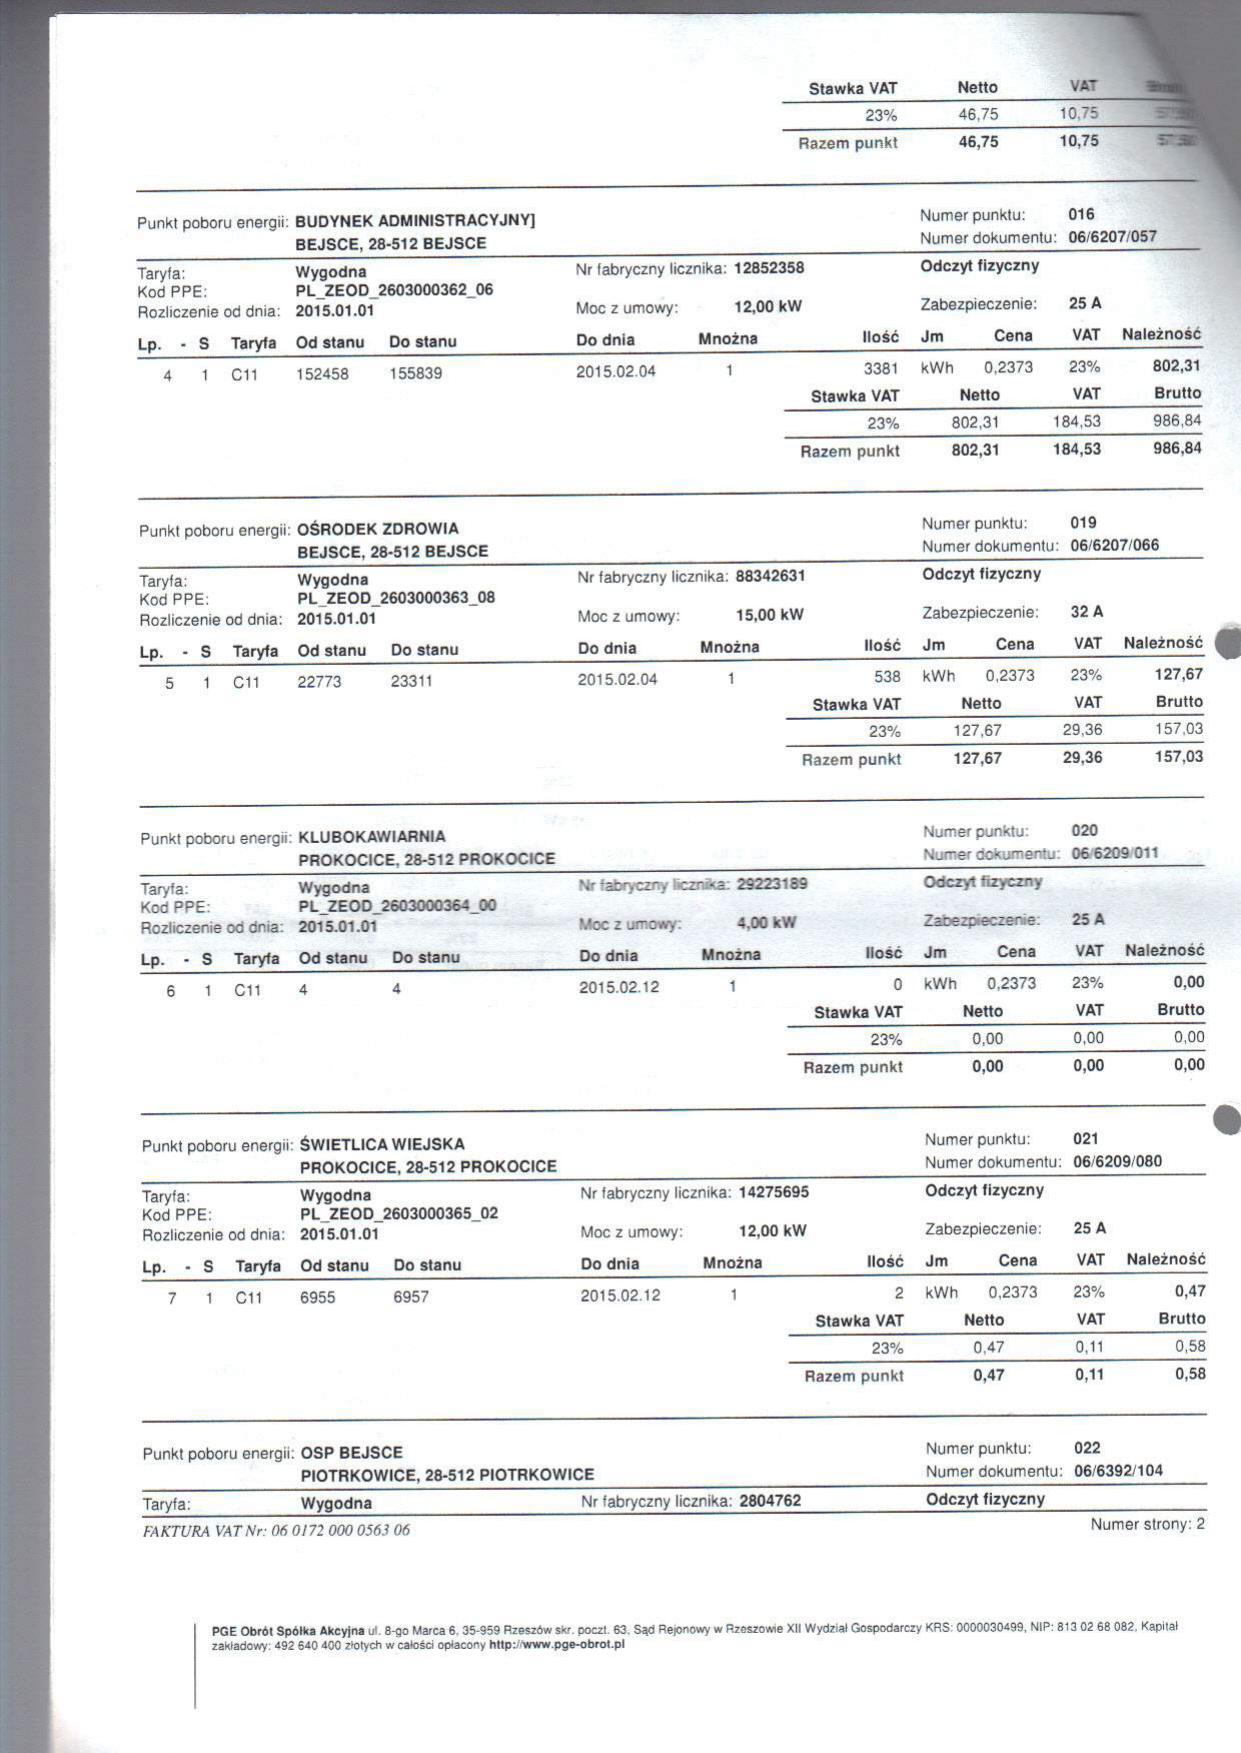 Stawka VAT Netto VAT
23% 46,75 10,75
Razem punkt 46,75 10,75
Punkt poboru energii: BUDYNEK ADMINISTRACYJNY] Numer punktu: 016
BEJSCE, 28-512 BEJSCE Numer dokumentu: 06/6207/057
Taryfa: Wygodna Nr fabryczny licznika: 12852358 Odczyt fizyczny
Kod PPE: PL_ZEOD_2603000362_06
Rozliczenie od dnia: 2015.01.01 Moc z umowy: 12,00 kW Zabezpieczenie: 25 A
Lp. - S Taryfa Od stanu Do stanu Do dnia Mnożna Ilość Jm Cena VAT Należność
4 1 C11 152458 155839 2015.02.04 1 3381 kWh 0,2373 23% 802,31
Stawka VAT Netto VAT Brutto
23% 802,31 184,53 986,84
Razem punkt 802,31 184,53 986,84
Punkt poboru energii: OŚRODEK ZDROWIA Numer punktu: 019
BEJSCE, 28-512 BEJSCE Numer dokumentu: 06/6207/066
Taryfa: Wygodna Nr fabryczny licznika: 88342631 Odczyt fizyczny
Kod PPE: PL_ZEOD_2603000363_08
Rozliczenie od dnia: 2015.01.01 Moc z umowy: 15,00 kW Zabezpieczenie: 32 A
Lp. - S Taryfa Od stanu Do stanu Do dnia Mnożna Ilość Jm Cena VAT Należność
5 1 C11 22773 23311 2015.02.04 1 538 kWh 0,2373 23% 127,67
Stawka VAT Netto VAT Brutto
23% 127,67 29,36 157,03
Razem punkt 127,67 29,36 157,03
Punkt poboru energii: KLUBOKAWIARNIA Numer punktu: 020
PROKOCICE, 28-512 PROKOCICE Numer dokumentu: 06/6209/011
Taryfa: Wygodna Nr fabryczny licznika: 29223189 Odczyt fizyczny
Kod PPE: PL_ZEOD_2603000364_00
Rozliczenie od dnia: 2015.01.01 Moc z umowy: 4,00 kW Zabezpieczenie: 25 A
Lp. - S Taryfa Od stanu Do stanu Do dnia Mnożna Ilość Jm Cena VAT Należność
6 1 C11 4 4 2015.02.12 1 0 kWh 0,2373 23% 0,00
Stawka VAT Netto VAT Brutto
23% 0,00 0,00 0,00
Razem punkt 0,00 0,00 0,00
Punkt poboru energii: ŚWIETLICA WIEJSKA Numer punktu: 021
PROKOCICE, 28-512 PROKOCICE Numer dokumentu: 06/6209/080
Taryfa: Wygodna Nr fabryczny licznika: 14275695 Odczyt fizyczny
Kod PPE: PL_ZEOD_2603000365_02
Rozliczenie od dnia: 2015.01.01 Moc z umowy: 12,00 kW Zabezpieczenie: 25 A
Lp. - S Taryfa Od stanu Do stanu Do dnia Mnożna Ilość Jm Cena VAT Należność
7 1 C11 6955 6957 2015.02.12 1 2 kWh 0,2373 23% 0,47
Stawka VAT Netto VAT Brutto
23% 0,47 0,11 0,58
Razem punkt 0,47 0,11 0,58
Punkt poboru energii: OSP BEJSCE Numer punktu: 022
PIOTRKOWICE, 28-512 PIOTRKOWICE Numer dokumentu: 06/6392/104
Taryfa: Wygodna Nr fabryczny licznika: 2804762 Odczyt fizyczny
FAKTURA VAT Nr: 06 0172 000 0563 06 Numer strony: 2
PGE Obrót Spółka Akcyjna ul. 8-go Marca 6, 35-959 Rzeszów skr. poczt. 63, Sąd Rejonowy w Rzeszowie XII Wydział Gospodarczy KRS: 0000030499, NIP: 813 02 68 082, Kapitał
zakładowy: 492 640 400 złotych w całości opłacony http://www.pge-obrot.pl